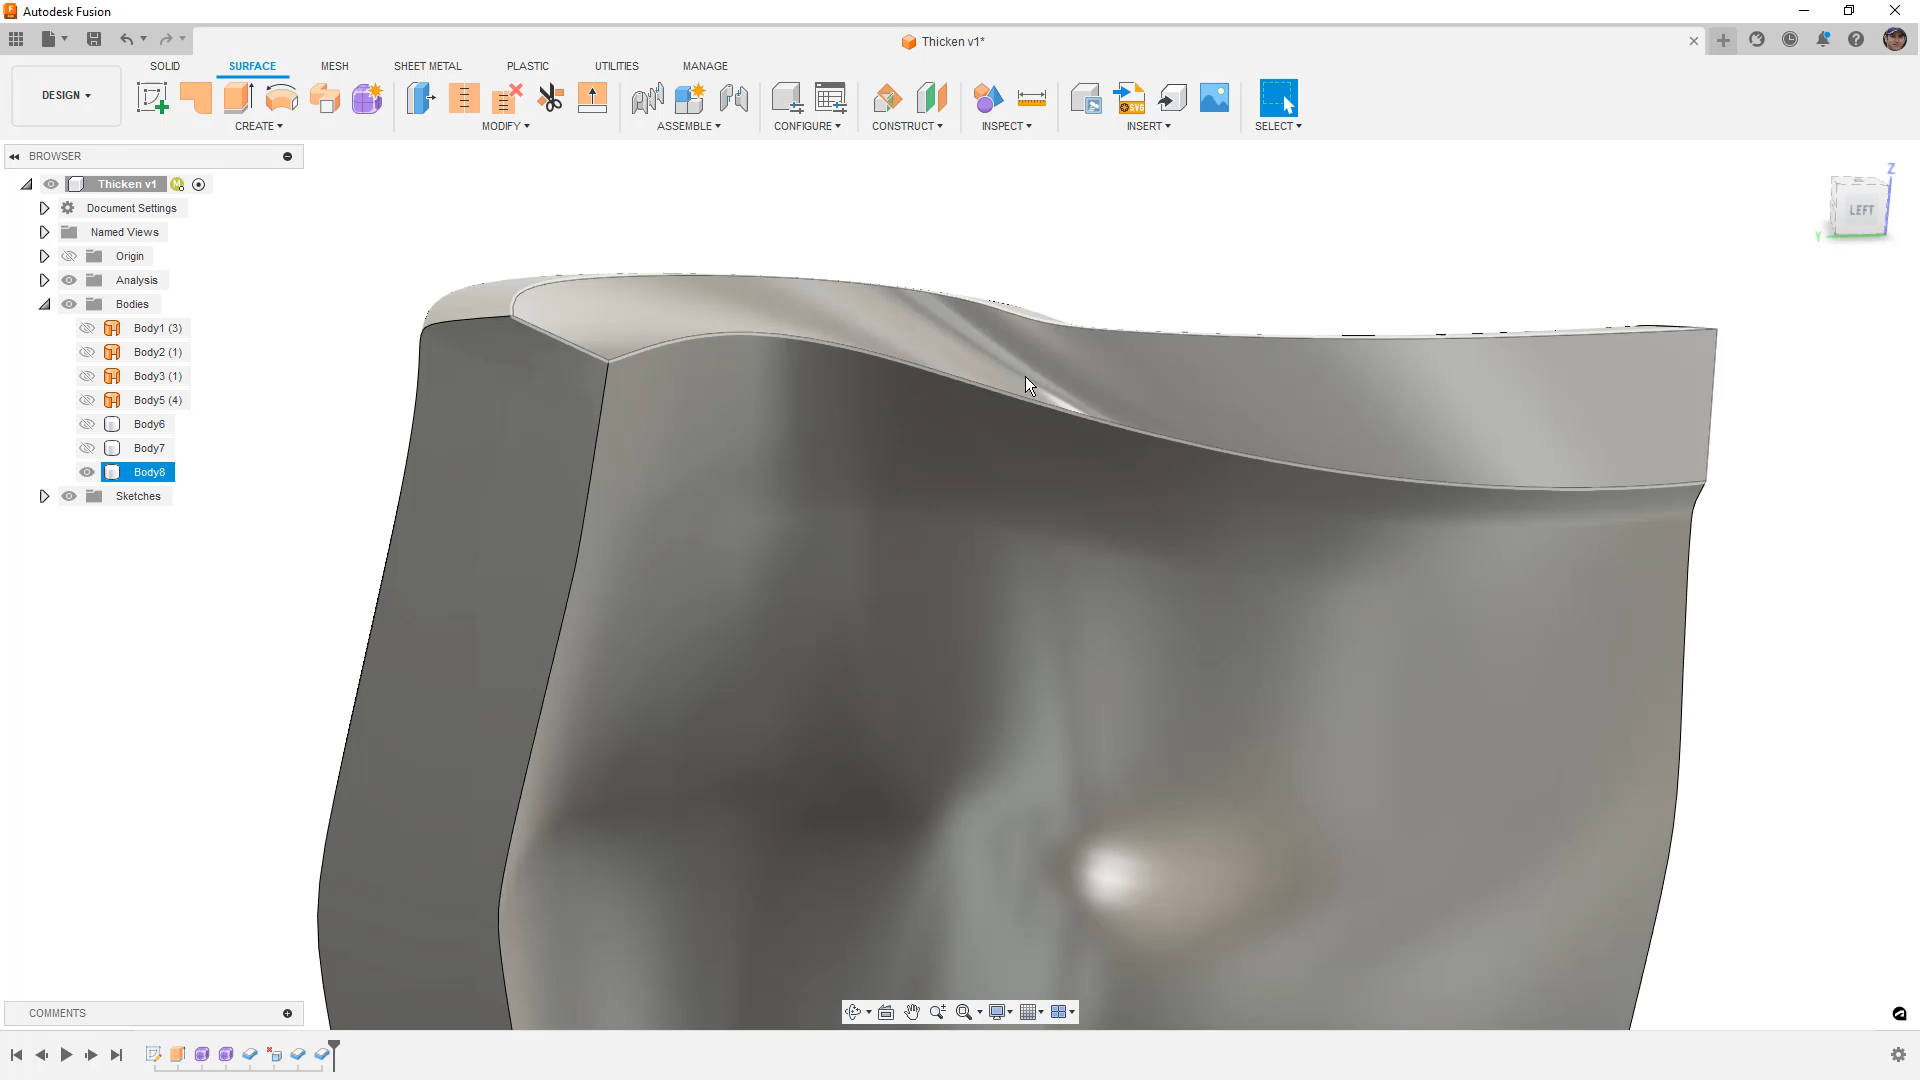 Autodesk Fusion
Thicken v1*
DESIGN
SOLID SURFACE MESH SHEET METAL PLASTIC UTILITIES MANAGE
CREATE MODIFY ASSEMBLE CONFIGURE CONSTRUCT INSPECT INSERT SELECT
SVG
BROWSER
Thicken v1
M
Document Settings
Named Views
Origin
Analysis
Bodies
Body1 (3)
Body2 (1)
Body3 (1)
Body5 (4)
Body6
Body7
Body8
Sketches
Z
LEFT
Y
COMMENTS